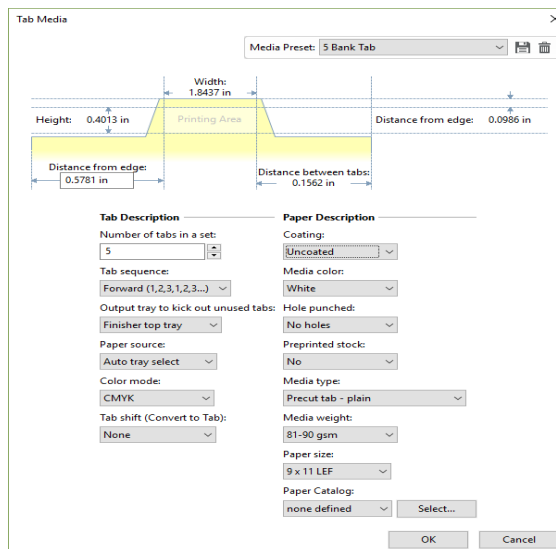 Tab Media
Media Preset: 5 Bank Tab
Width:
1.8437 in
Height: 0.4013 in
Printing Area
Distance from edge: 0.0986 in
Distance from edge:
0.5781 in
Distance between tabs:
0.1562 in
Tab Description
Number of tabs in a set:
5
Tab sequence:
Forward (1,2,3,1,2,3...)
Output tray to kick out unused tabs:
Finisher top tray
Paper source:
Auto tray select
Color mode:
CMYK
Tab shift (Convert to Tab):
None
Paper Description
Coating:
Uncoated
Media color:
White
Hole punched:
No holes
Preprinted stock:
No
Media type:
Precut tab - plain
Media weight:
81-90 gsm
Paper size:
9 x 11 LEF
Paper Catalog:
none defined
Select...
OK
Cancel